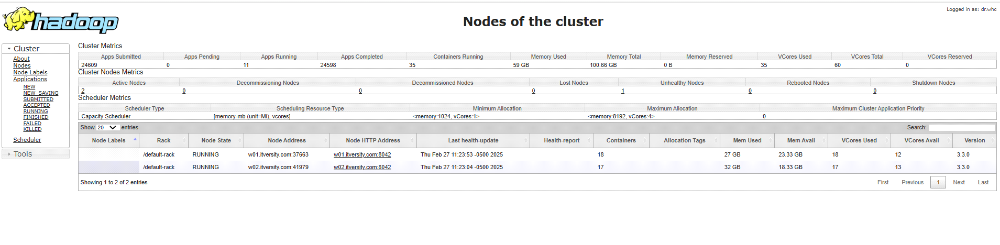 Logged in as: dr.who
hadoop
Nodes of the cluster
Cluster
About
Nodes
Node Labels
Applications
NEW
NEW_SAVING
SUBMITTED
ACCEPTED
RUNNING
FINISHED
FAILED
KILLED
Scheduler
Tools
Cluster Metrics
Apps Submitted Apps Pending Apps Running Apps Completed Containers Running Memory Used Memory Total Memory Reserved VCores Used VCores Total VCores Reserved
24609 0 11 24598 35 59 GB 100.66 GB 0 B 35 60 0
Cluster Nodes Metrics
Active Nodes Decommissioning Nodes Decommissioned Nodes Lost Nodes Unhealthy Nodes Rebooted Nodes Shutdown Nodes
2 0 0 0 1 0 0
Scheduler Metrics
Scheduler Type Scheduling Resource Type Minimum Allocation Maximum Allocation Maximum Cluster Application Priority
Capacity Scheduler [memory-mb (unit=Mi), vcores] <memory:1024, vCores:1> <memory:8192, vCores:4> 0
Show 20 entries Search:
Node Labels Rack Node State Node Address Node HTTP Address Last health-update Health-report Containers Allocation Tags Mem Used Mem Avail VCores Used VCores Avail Version
/default-rack RUNNING w01.itversity.com:37663 w01.itversity.com:8042 Thu Feb 27 11:23:53 -0500 2025 18 27 GB 23.33 GB 18 12 3.3.0
/default-rack RUNNING w02.itversity.com:41979 w02.itversity.com:8042 Thu Feb 27 11:23:04 -0500 2025 17 32 GB 18.33 GB 17 13 3.3.0
Showing 1 to 2 of 2 entries First Previous 1 Next Last